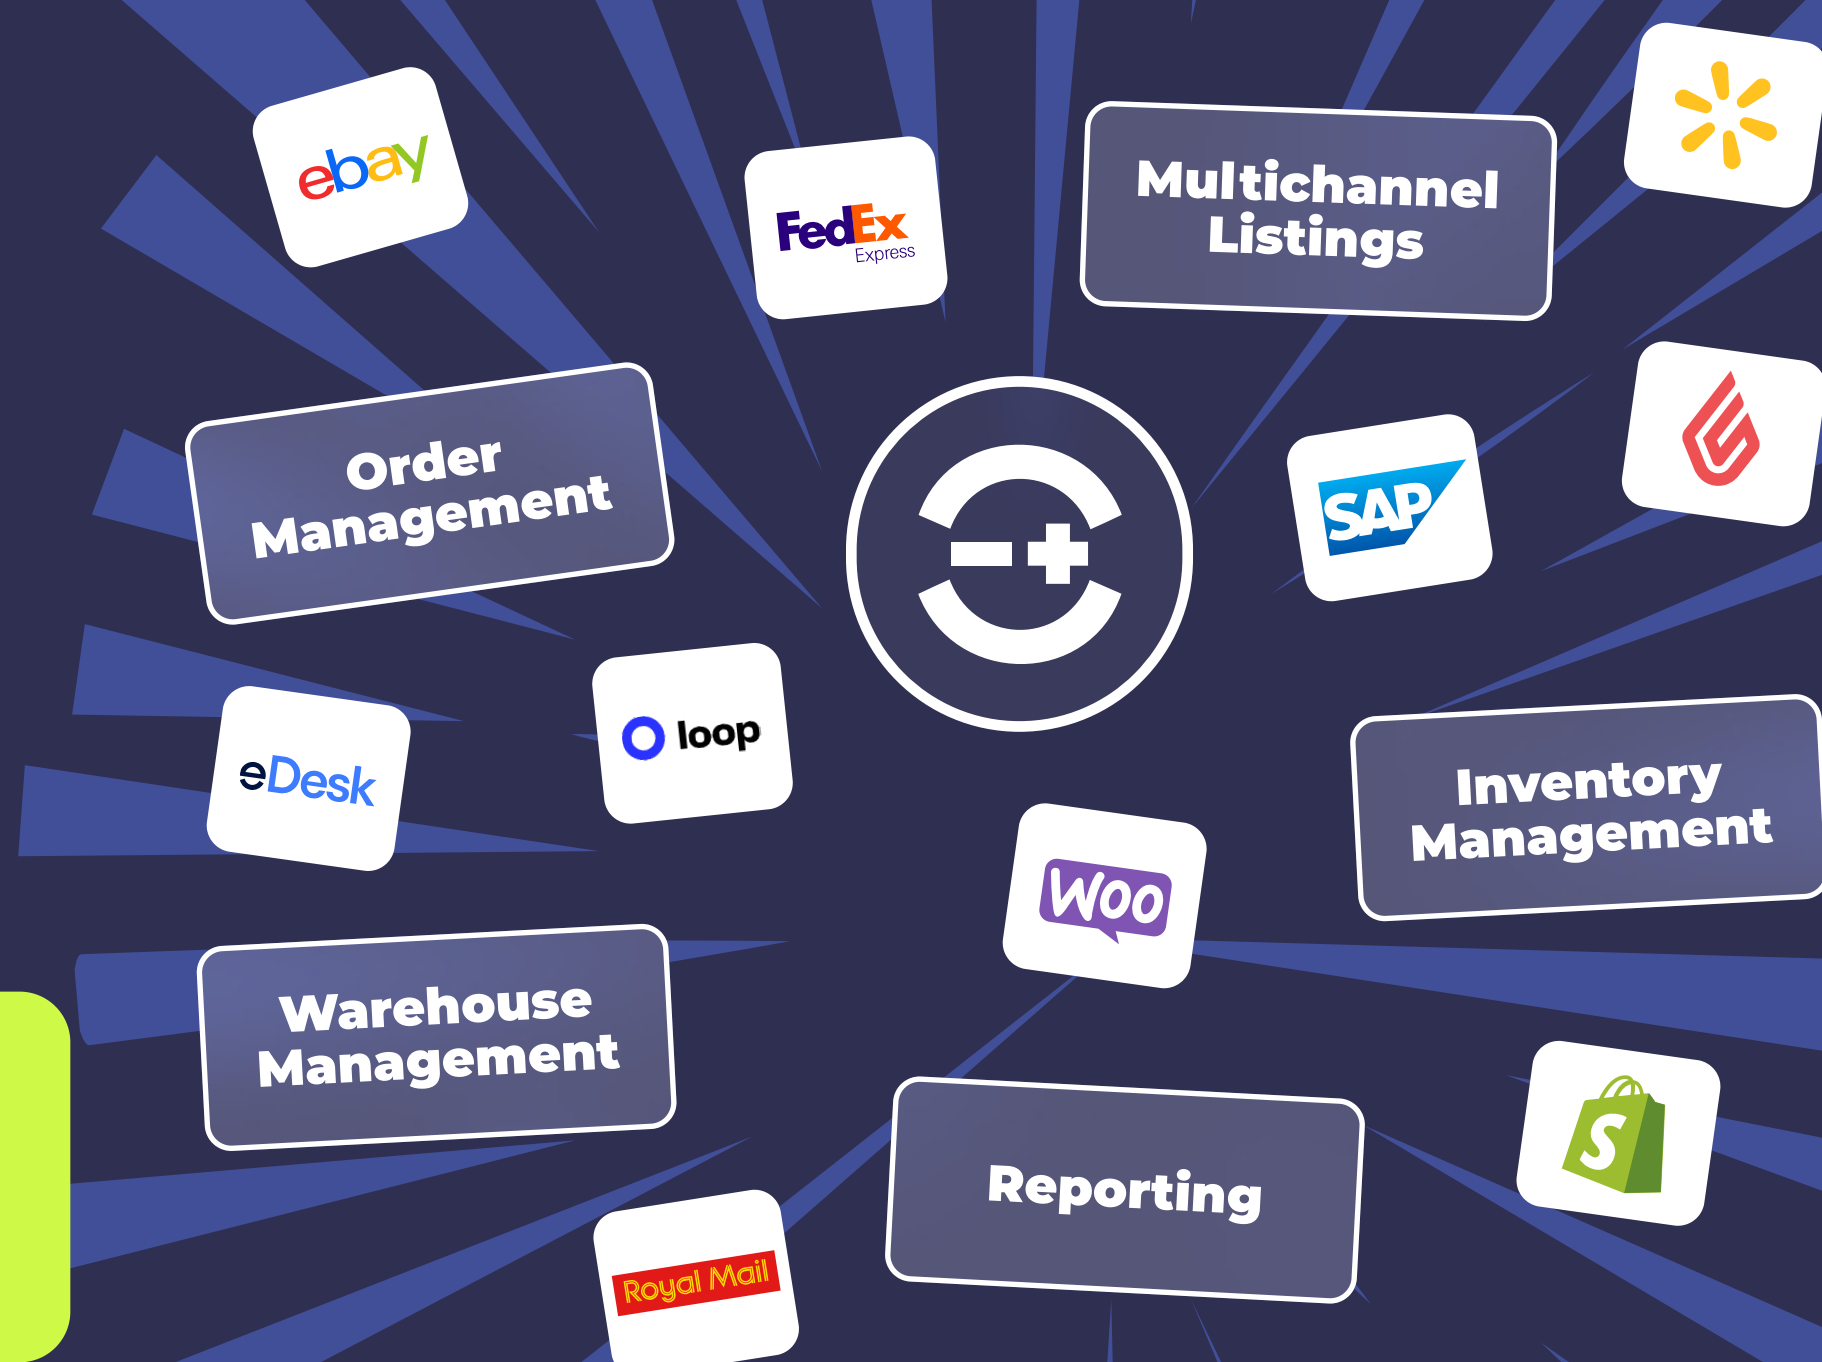 ebay
FedEx
Express
Multichannel
Listings
Order
Management
SAP
eDesk
loop
Inventory
Management
Woo
Warehouse
Management
Reporting
S
Royal Mail